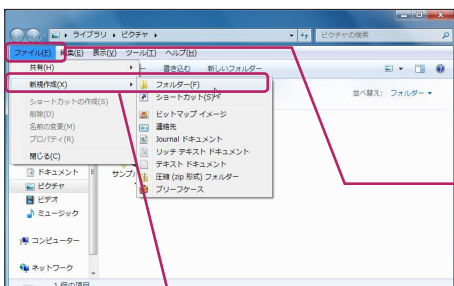 ライブラリ ▸ ピクチャ ▸
ピクチャの検索
ファイル(F) 編集(E) 表示(V) ツール(T) ヘルプ(H)
共有(H)
書き込む 新しいフォルダー
新規作成(X)
ショートカットの作成(S)
削除(D)
名前の変更(M)
プロパティ(R)
閉じる(C)
フォルダー(F)
ショートカット(S)
ビットマップ イメージ
連絡先
Journal ドキュメント
リッチ テキスト ドキュメント
テキスト ドキュメント
圧縮 (zip 形式) フォルダー
ブリーフケース
並べ替え: フォルダー ▾
ドキュメント
ピクチャ
ビデオ
ミュージック
コンピューター
ネットワーク
サンプ
1 個の項目